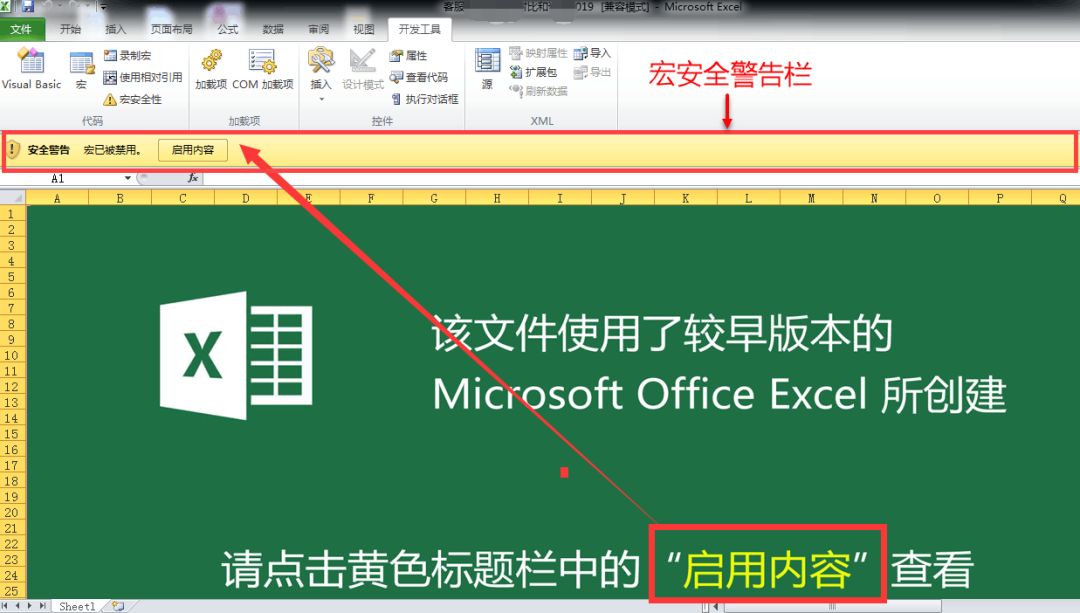 客服 比和 019 [兼容模式] - Microsoft Excel
文件 开始 插入 页面布局 公式 数据 审阅 视图 开发工具
Visual Basic 宏 录制宏 使用相对引用 宏安全性
代码
加载项 COM 加载项
加载项
插入 设计模式 属性 查看代码 执行对话框
控件
源 映射属性 扩展包 刷新数据 导入 导出
XML
宏安全警告栏
安全警告 宏已被禁用。 启用内容
A1 fx
A B C D E F G H I J K L M N O P Q
1
2
3
4
5
6
7
8
9
10
11
12
13
14
15
16
17
18
19
20
21
22
23
24
25
X
该文件使用了较早版本的
Microsoft Office Excel 所创建
请点击黄色标题栏中的 “启用内容” 查看
Sheet1